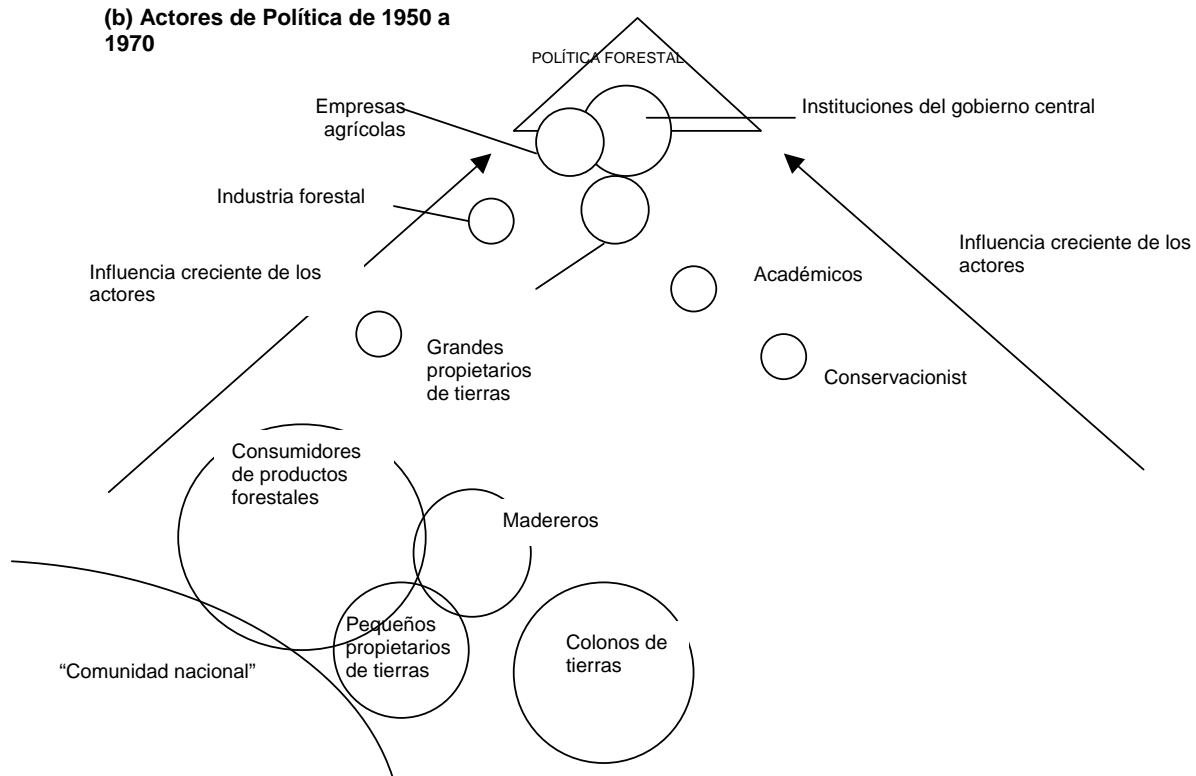 (b) Actores de Política de 1950 a
1970
POLÍTICA FORESTAL
Empresas
agrícolas
Instituciones del gobierno central
Industria forestal
Influencia creciente de los
actores
Influencia creciente de los
actores
Académicos
Grandes
propietarios
de tierras
Conservacionist
Consumidores
de productos
forestales
Madereros
Pequeños
propietarios
de tierras
Colonos de
tierras
“Comunidad nacional”